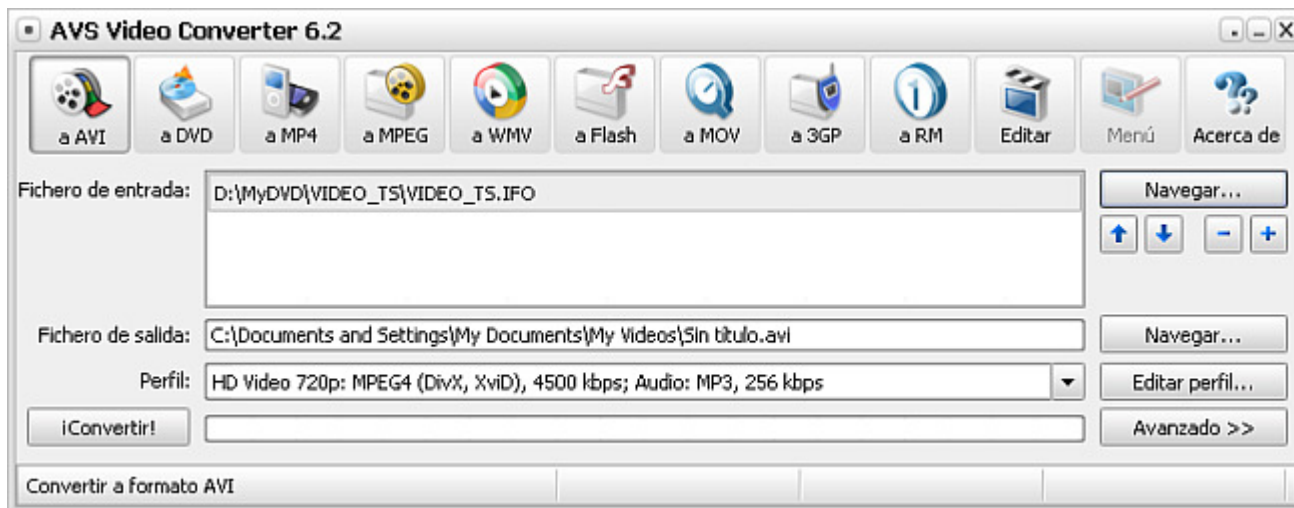 AVS Video Converter 6.2
a AVI a DVD a MP4 a MPEG a WMV a Flash a MOV a 3GP a RM Editar Menú Acerca de
Fichero de entrada: D:\MyDVD\VIDEO_TS\VIDEO_TS.IFO Navegar...
Fichero de salida: C:\Documents and Settings\My Documents\My Videos\Sin título.avi Navegar...
Perfil: HD Video 720p: MPEG4 (DivX, XviD), 4500 kbps; Audio: MP3, 256 kbps Editar perfil...
¡Convertir! Avanzado >>
Convertir a formato AVI